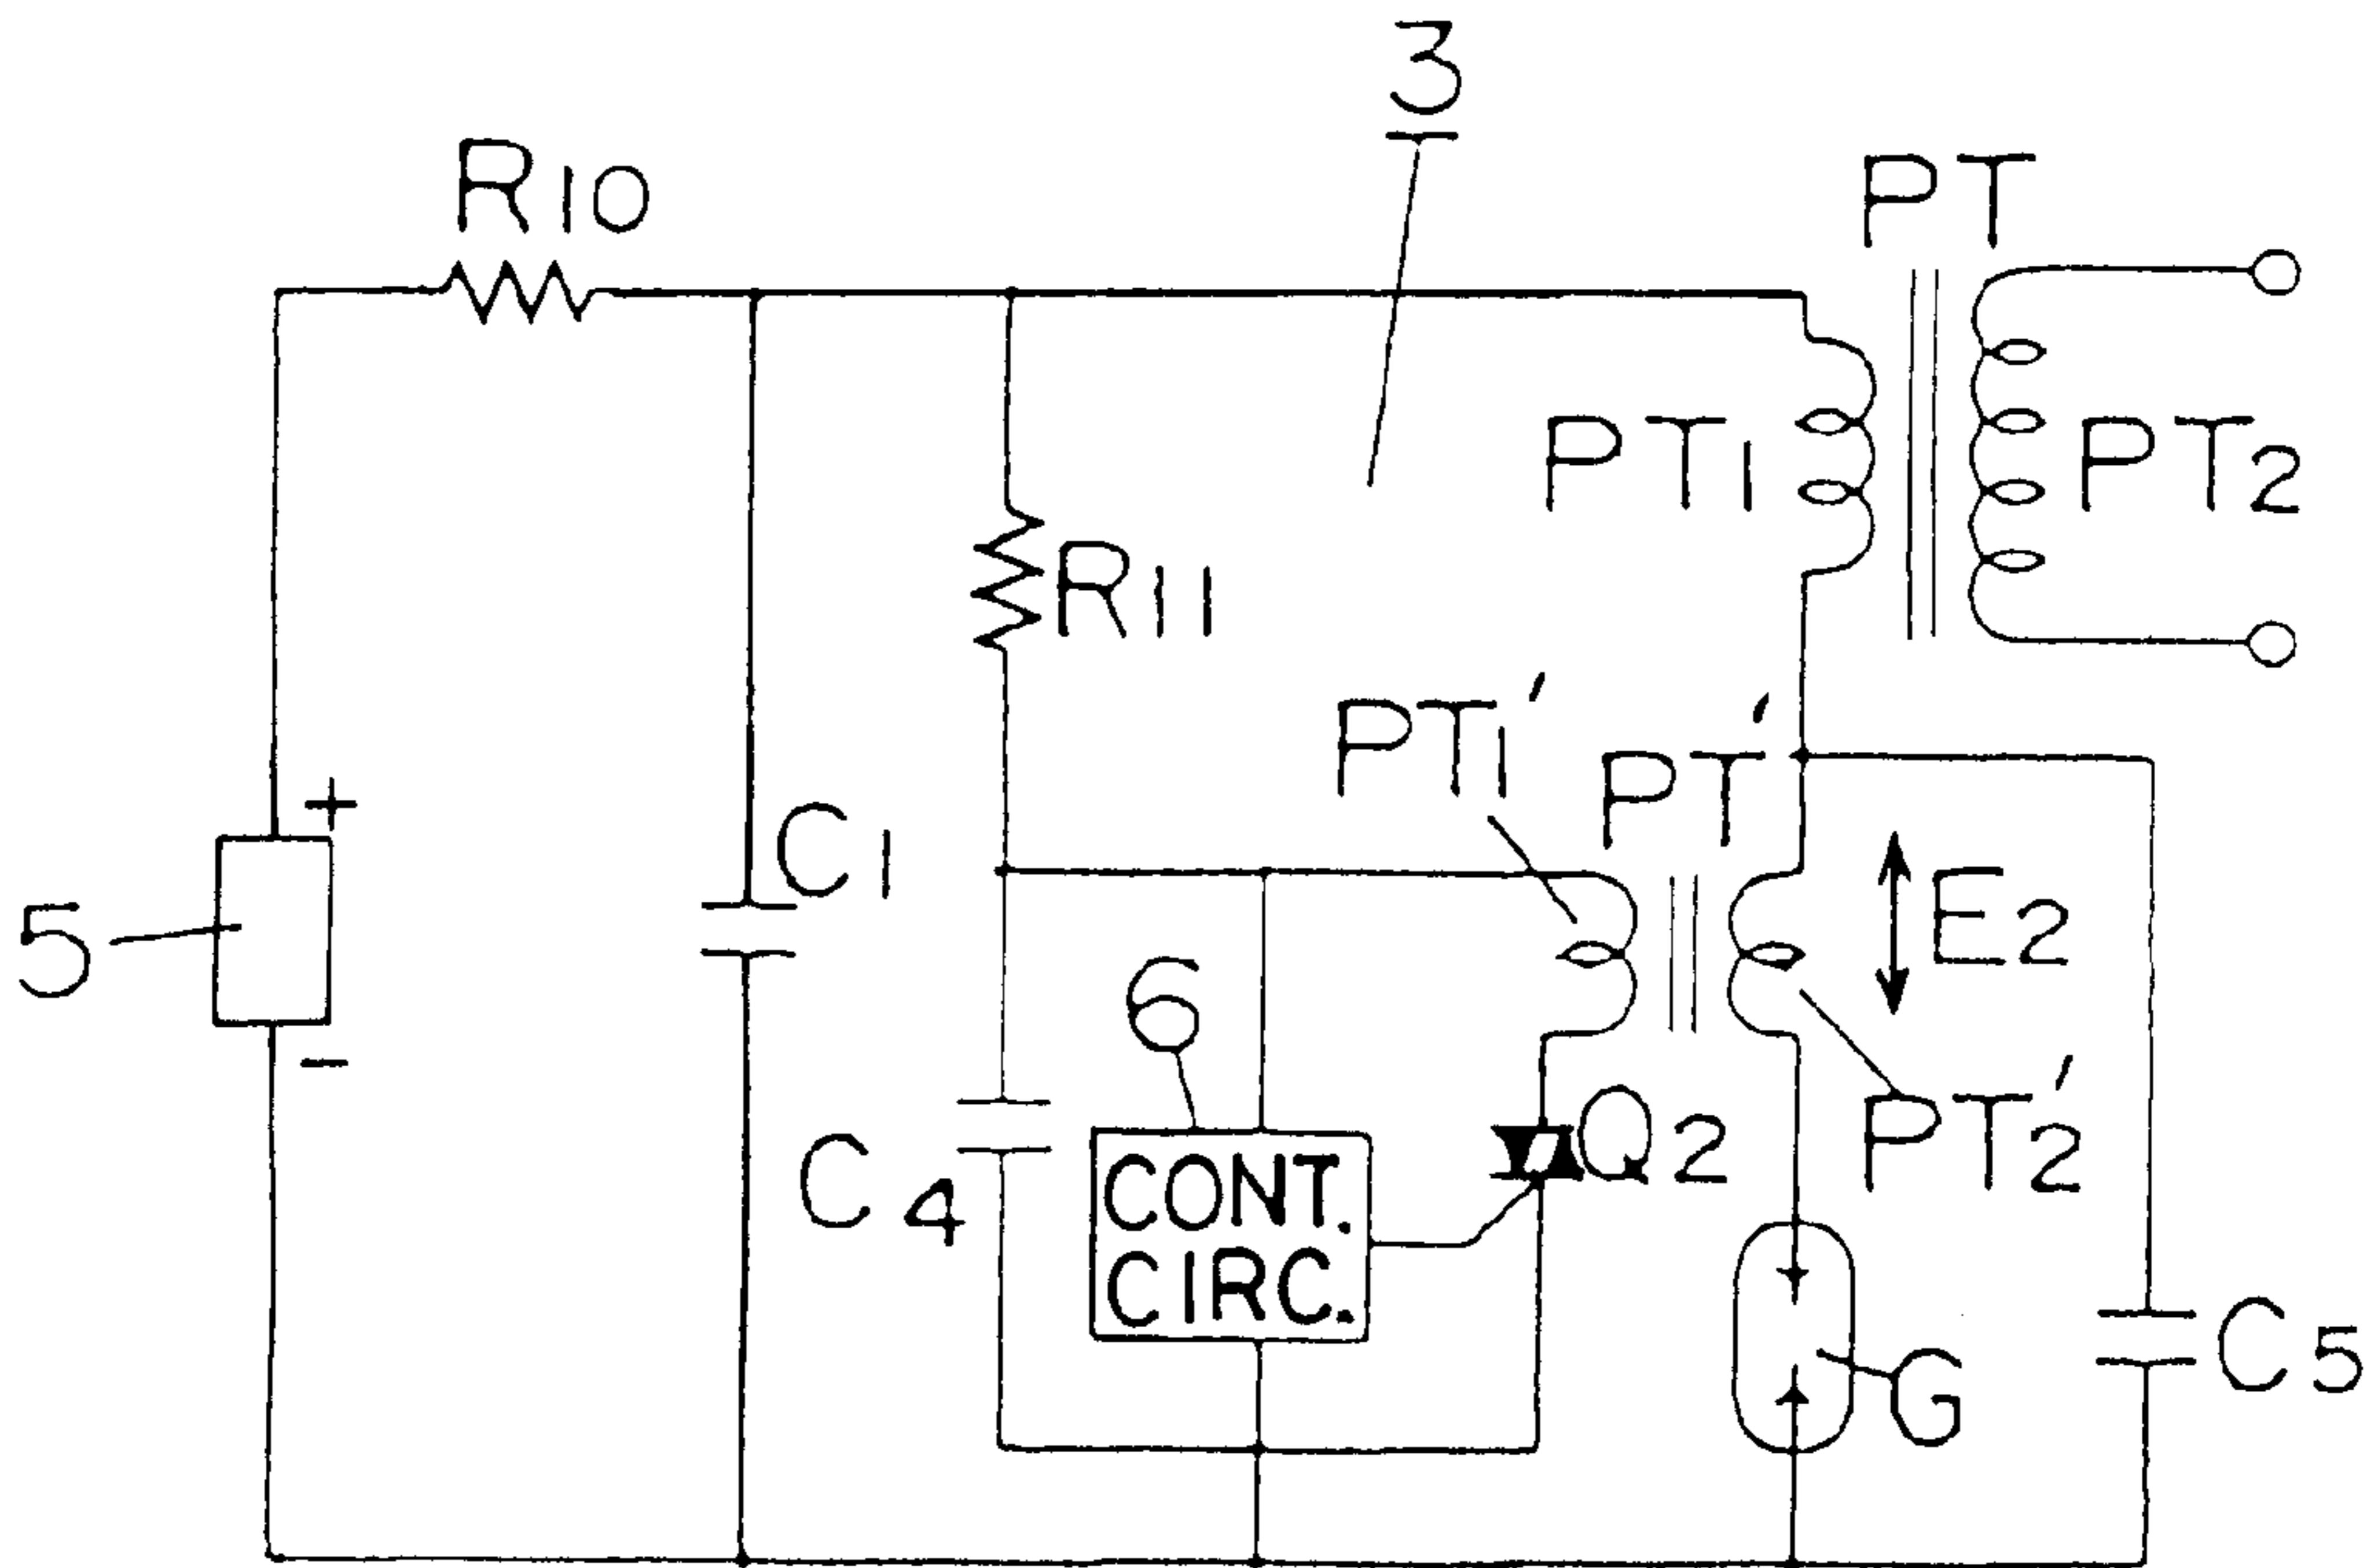 3
R10
PT
PT1
PT2
R11
PT1'
PT'
+
C1
E2
5
6
-
Q2
PT2'
C4
CONT.
CIRC.
G
C5